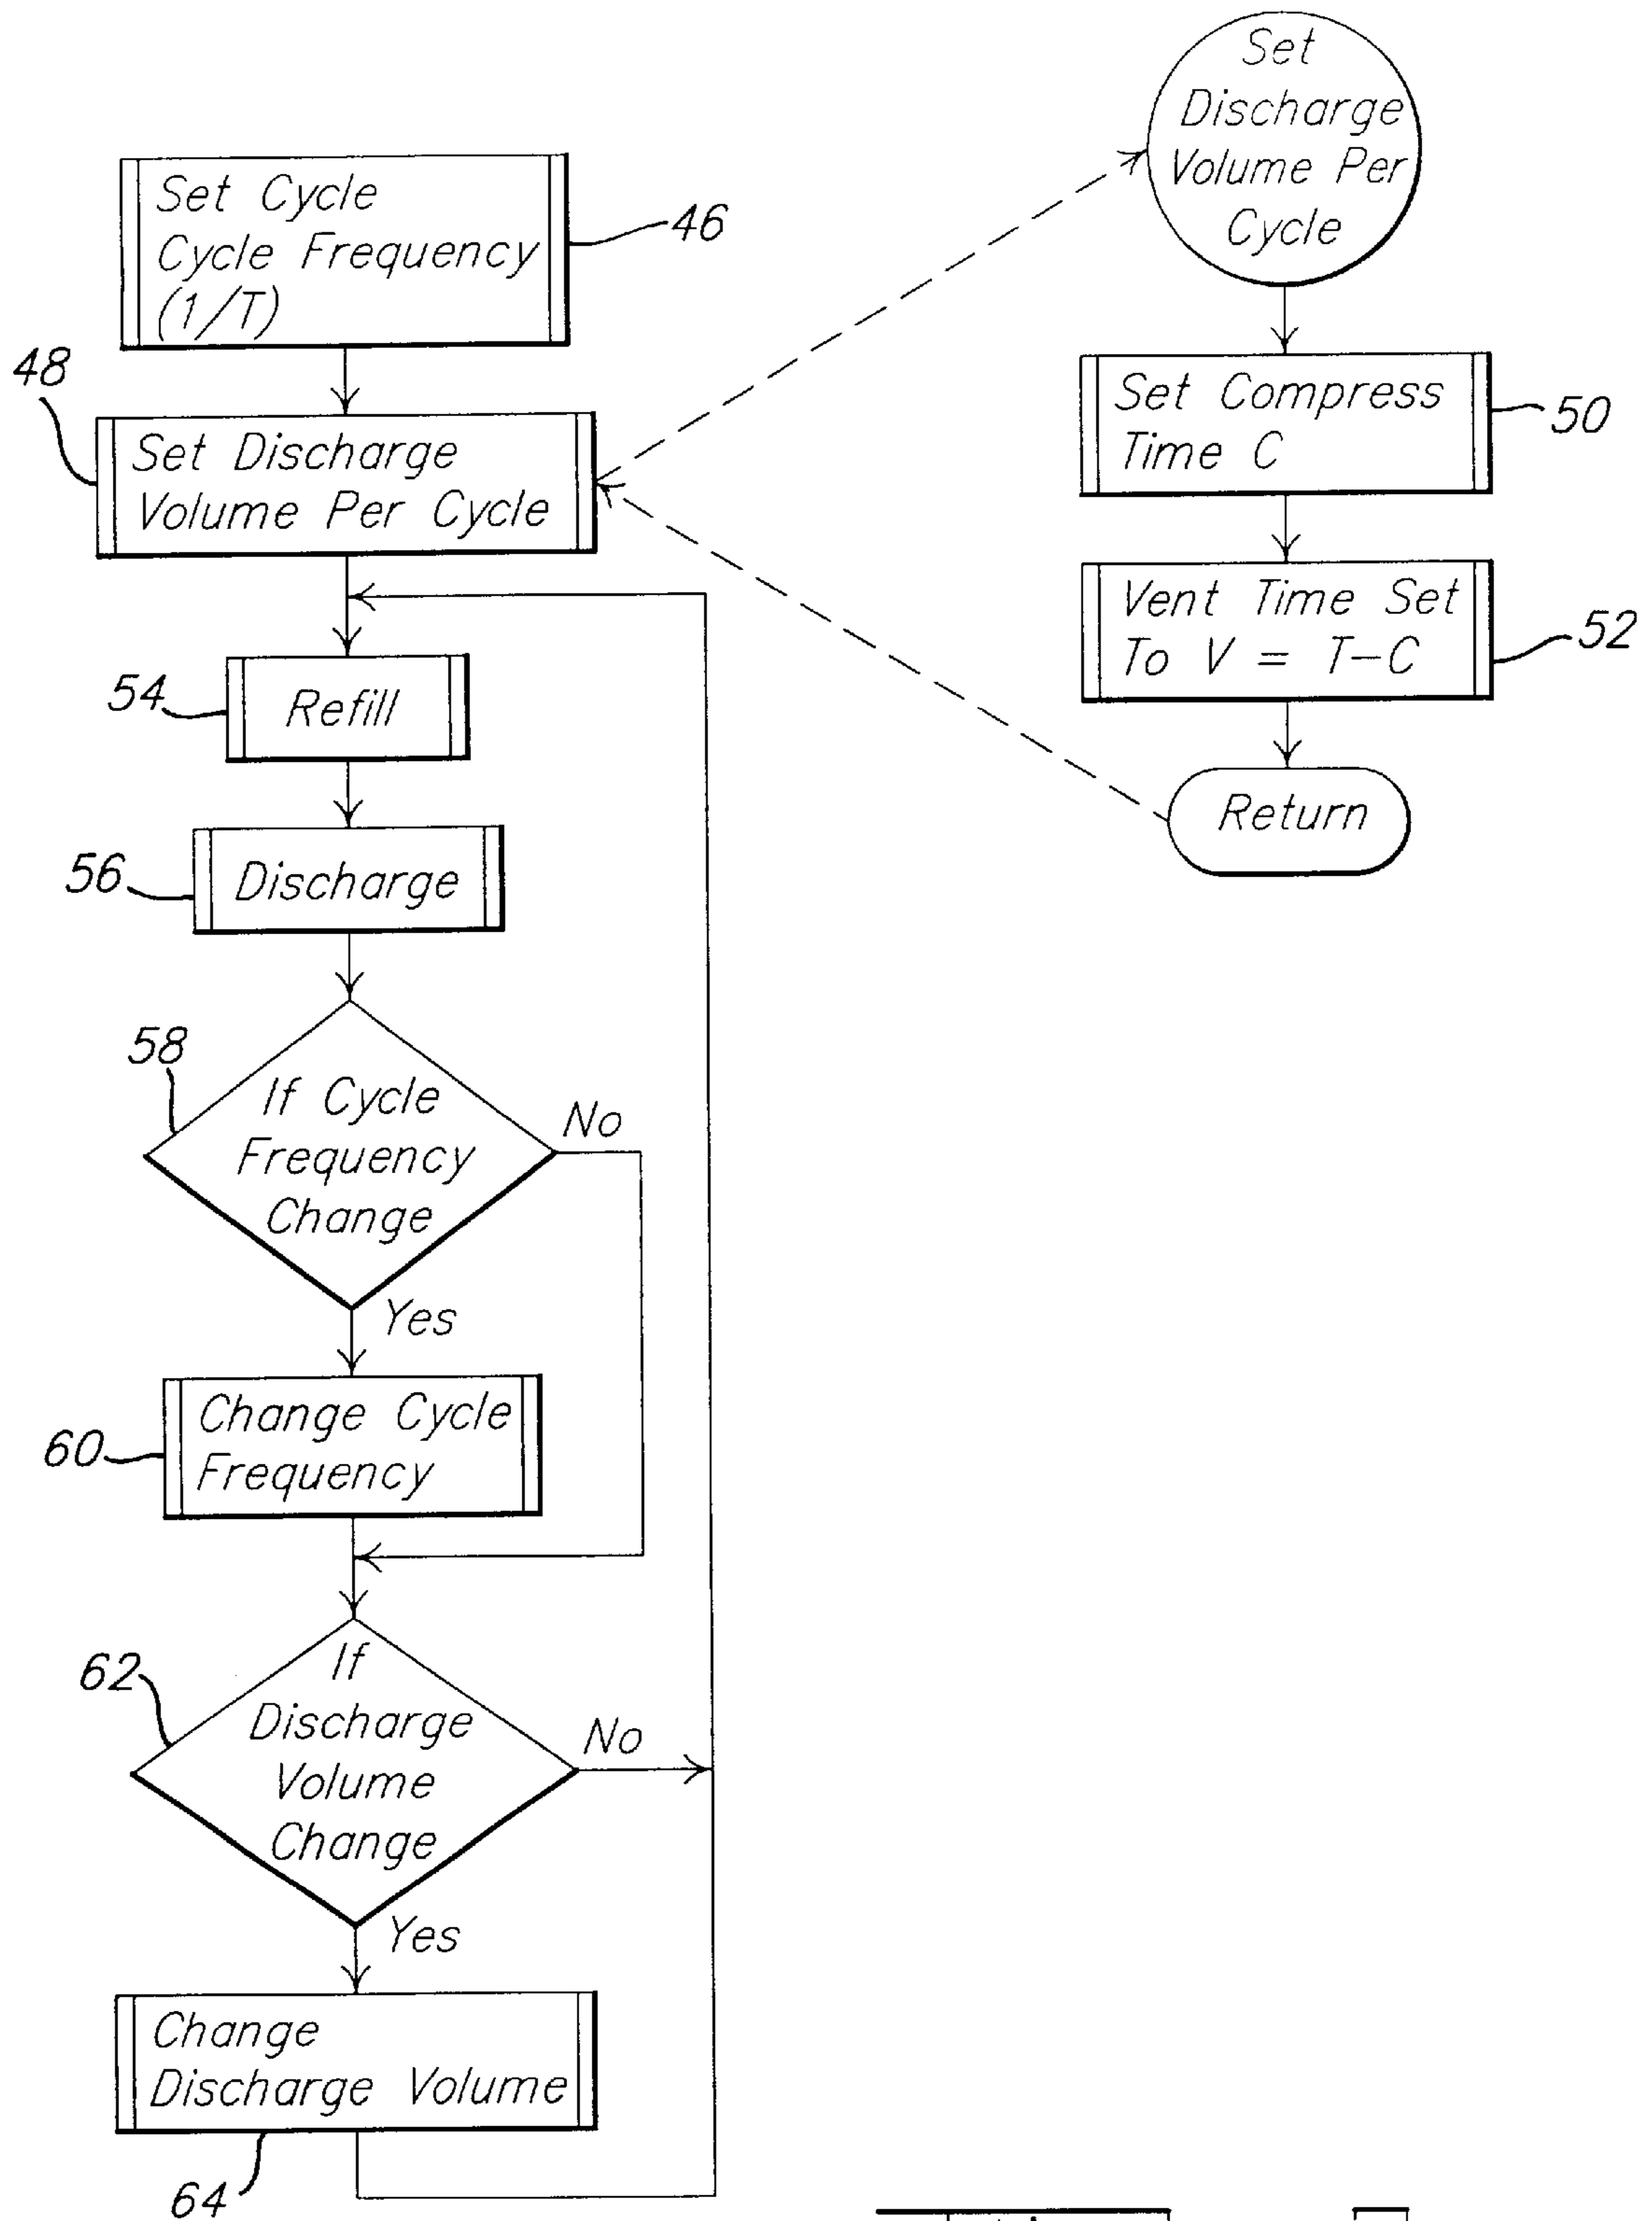 Set Cycle
Cycle Frequency
(1/T)
46
48
Set Discharge
Volume Per Cycle
54
Refill
56
Discharge
58
If Cycle
Frequency
Change
No
Yes
60
Change Cycle
Frequency
62
If
Discharge
Volume
Change
No
Yes
Change
Discharge Volume
64
Set
Discharge
Volume Per
Cycle
Set Compress
Time C
50
Vent Time Set
To V = T-C
52
Return